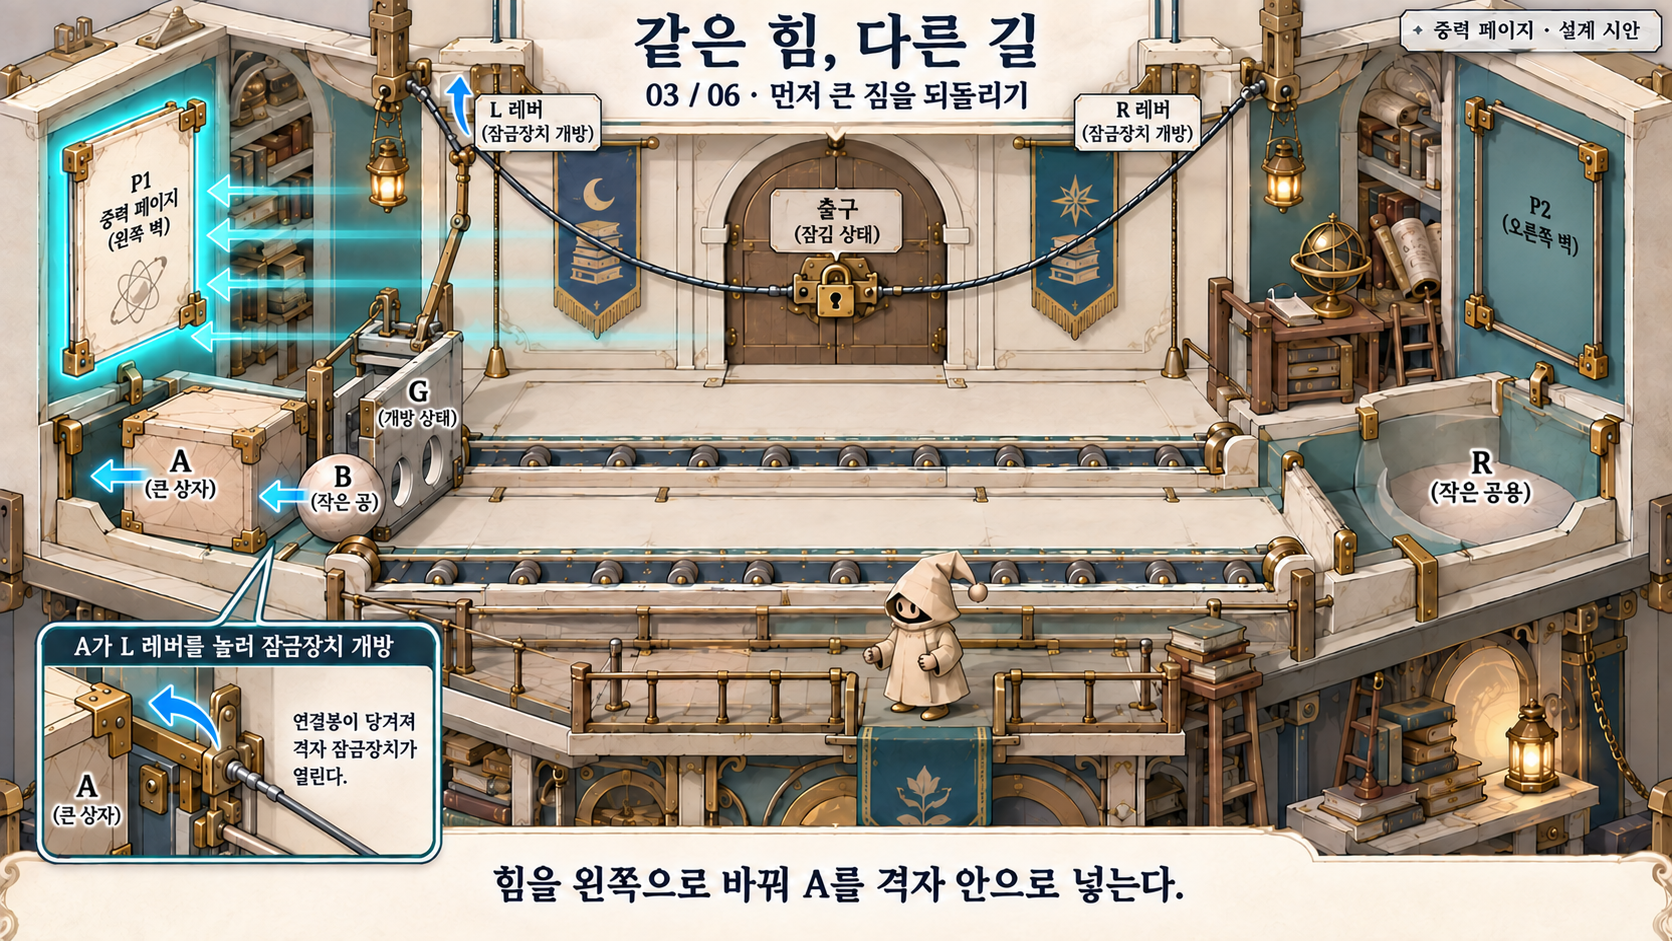 같은 힘, 다른 길
03 / 06 · 먼저 큰 짐을 되돌리기
중력 페이지 · 설계 시안
L 레버
(잠금장치 개방)
R 레버
(잠금장치 개방)
P1
중력 페이지
(왼쪽 벽)
출구
(잠김 상태)
P2
(오른쪽 벽)
G
(개방 상태)
A
(큰 상자)
B
(작은 공)
R
(작은 공용)
A가 L 레버를 눌러 잠금장치 개방
연결봉이 당겨져
격자 잠금장치가
열린다.
A
(큰 상자)
힘을 왼쪽으로 바꿔 A를 격자 안으로 넣는다.